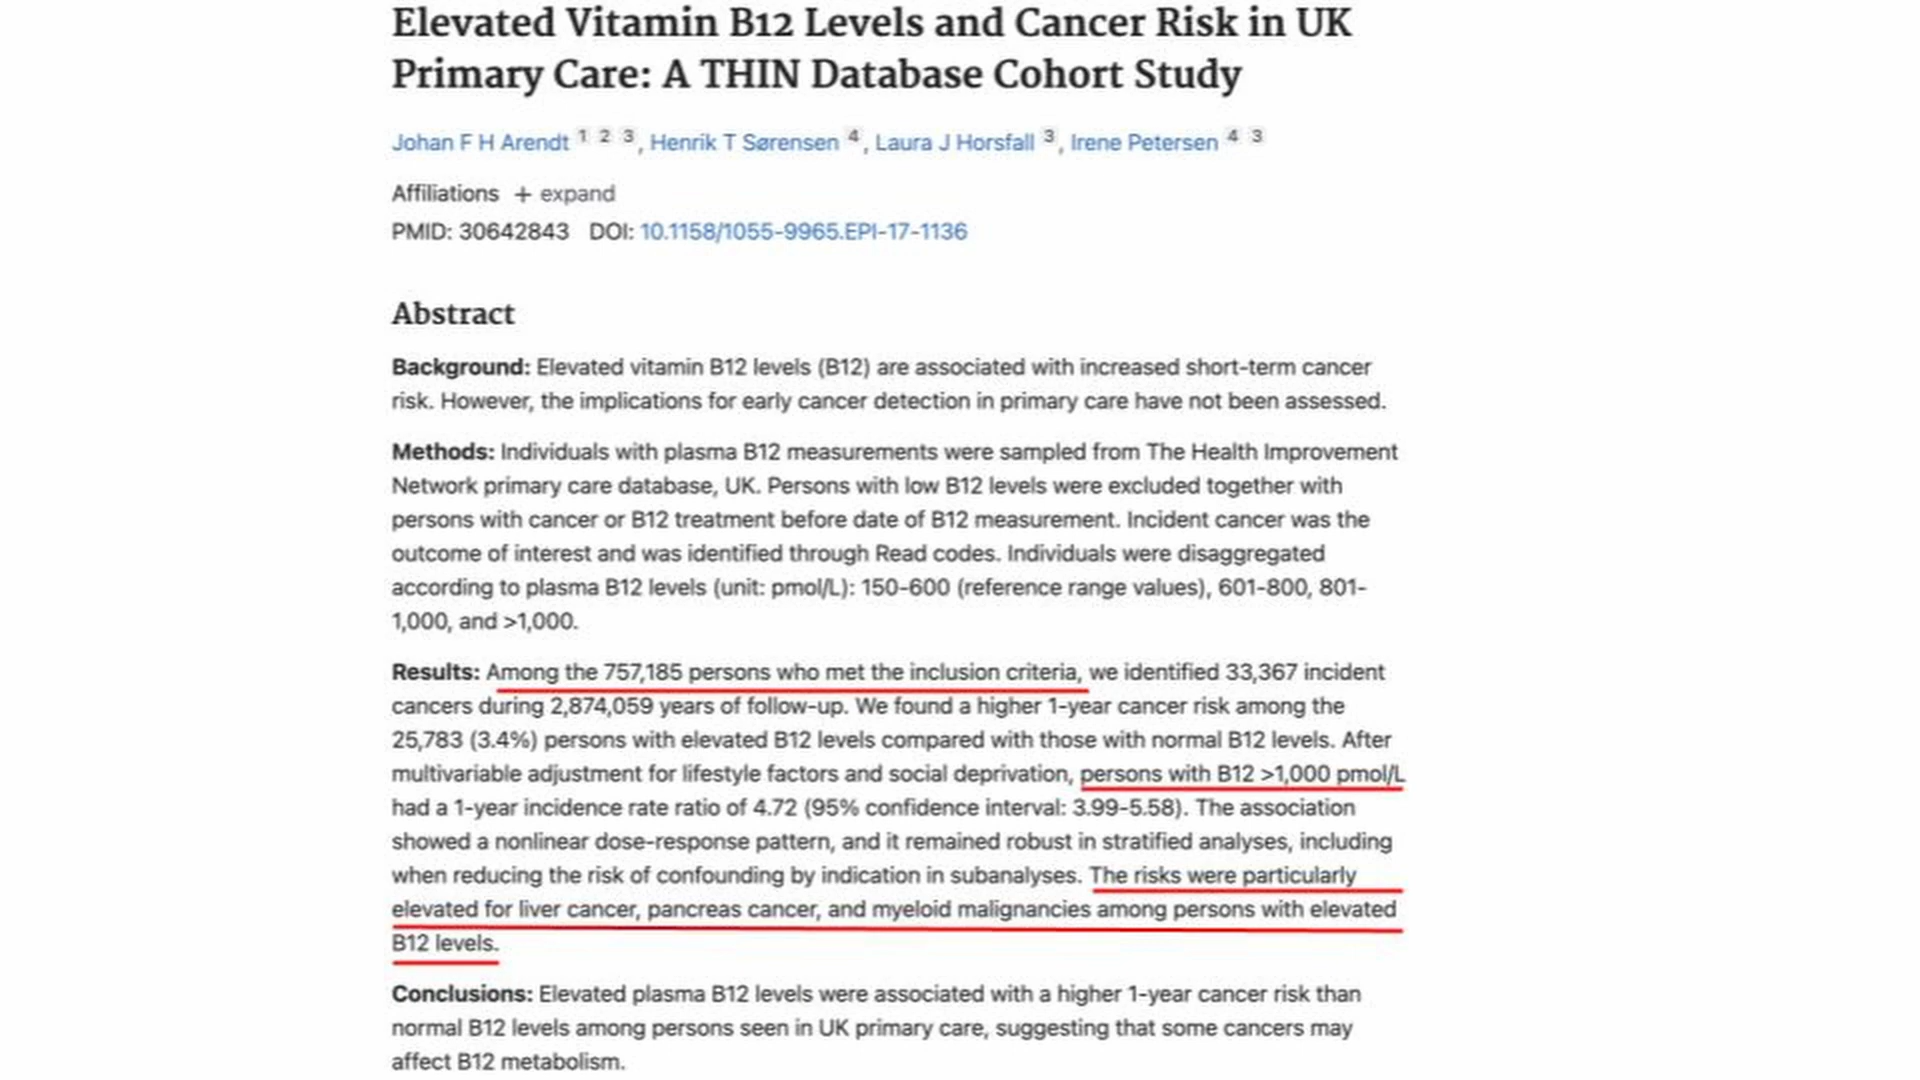 Elevated Vitamin B12 Levels and Cancer Risk in UK
Primary Care: A THIN Database Cohort Study
Johan F H Arendt 1 2 3, Henrik T Sørensen 4, Laura J Horsfall 3, Irene Petersen 4 3
Affiliations + expand
PMID: 30642843 DOI: 10.1158/1055-9965.EPI-17-1136
Abstract
Background: Elevated vitamin B12 levels (B12) are associated with increased short-term cancer
risk. However, the implications for early cancer detection in primary care have not been assessed.
Methods: Individuals with plasma B12 measurements were sampled from The Health Improvement
Network primary care database, UK. Persons with low B12 levels were excluded together with
persons with cancer or B12 treatment before date of B12 measurement. Incident cancer was the
outcome of interest and was identified through Read codes. Individuals were disaggregated
according to plasma B12 levels (unit: pmol/L): 150-600 (reference range values), 601-800, 801-
1,000, and >1,000.
Results: Among the 757,185 persons who met the inclusion criteria, we identified 33,367 incident
cancers during 2,874,059 years of follow-up. We found a higher 1-year cancer risk among the
25,783 (3.4%) persons with elevated B12 levels compared with those with normal B12 levels. After
multivariable adjustment for lifestyle factors and social deprivation, persons with B12 >1,000 pmol/L
had a 1-year incidence rate ratio of 4.72 (95% confidence interval: 3.99-5.58). The association
showed a nonlinear dose-response pattern, and it remained robust in stratified analyses, including
when reducing the risk of confounding by indication in subanalyses. The risks were particularly
elevated for liver cancer, pancreas cancer, and myeloid malignancies among persons with elevated
B12 levels.
Conclusions: Elevated plasma B12 levels were associated with a higher 1-year cancer risk than
normal B12 levels among persons seen in UK primary care, suggesting that some cancers may
affect B12 metabolism.